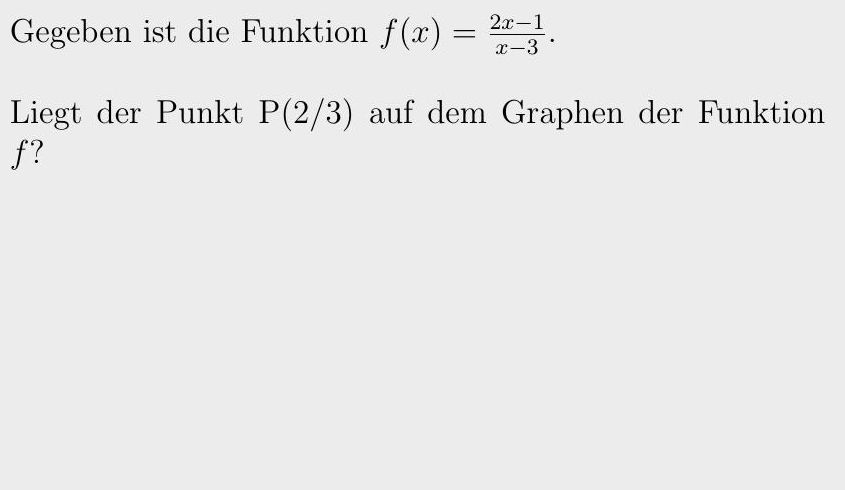 Gegeben ist die Funktion f(x) = \frac{2x-1}{x-3}.
Liegt der Punkt P(2/3) auf dem Graphen der Funktion
f?